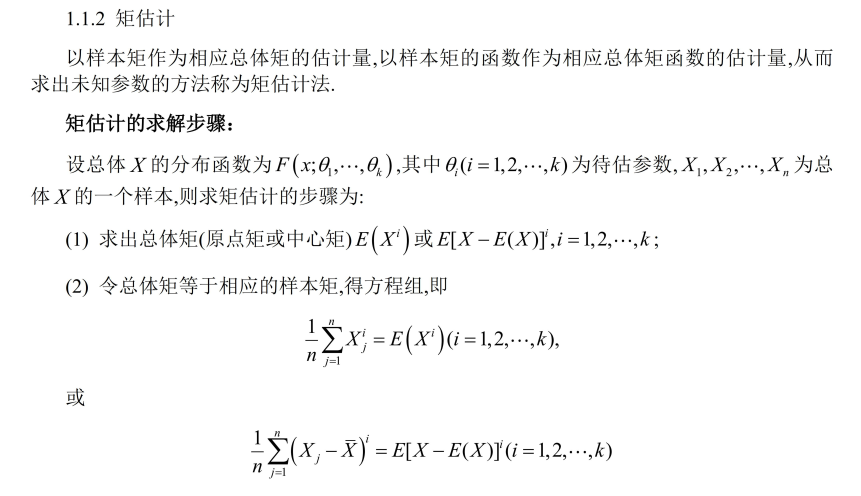 1.1.2 矩估计
以样本矩作为相应总体矩的估计量,以样本矩的函数作为相应总体矩函数的估计量,从而
求出未知参数的方法称为矩估计法.
矩估计的求解步骤:
设总体 $X$ 的分布函数为 $F\left(x;\theta_1,\cdots,\theta_k\right)$,其中 $\theta_i(i=1,2,\cdots,k)$ 为待估参数, $X_1,X_2,\cdots,X_n$ 为总
体 $X$ 的一个样本,则求矩估计的步骤为:
(1) 求出总体矩(原点矩或中心矩) $E\left(X^i\right)$ 或 $E[X-E(X)]^i,i=1,2,\cdots,k$ ;
(2) 令总体矩等于相应的样本矩,得方程组,即
$\frac{1}{n}\sum_{j=1}^{n}X_j^i=E\left(X^i\right)(i=1,2,\cdots,k),$
或
$\frac{1}{n}\sum_{j=1}^{n}\left(X_j-\bar{X}\right)^i=E[X-E(X)]^i(i=1,2,\cdots,k)$